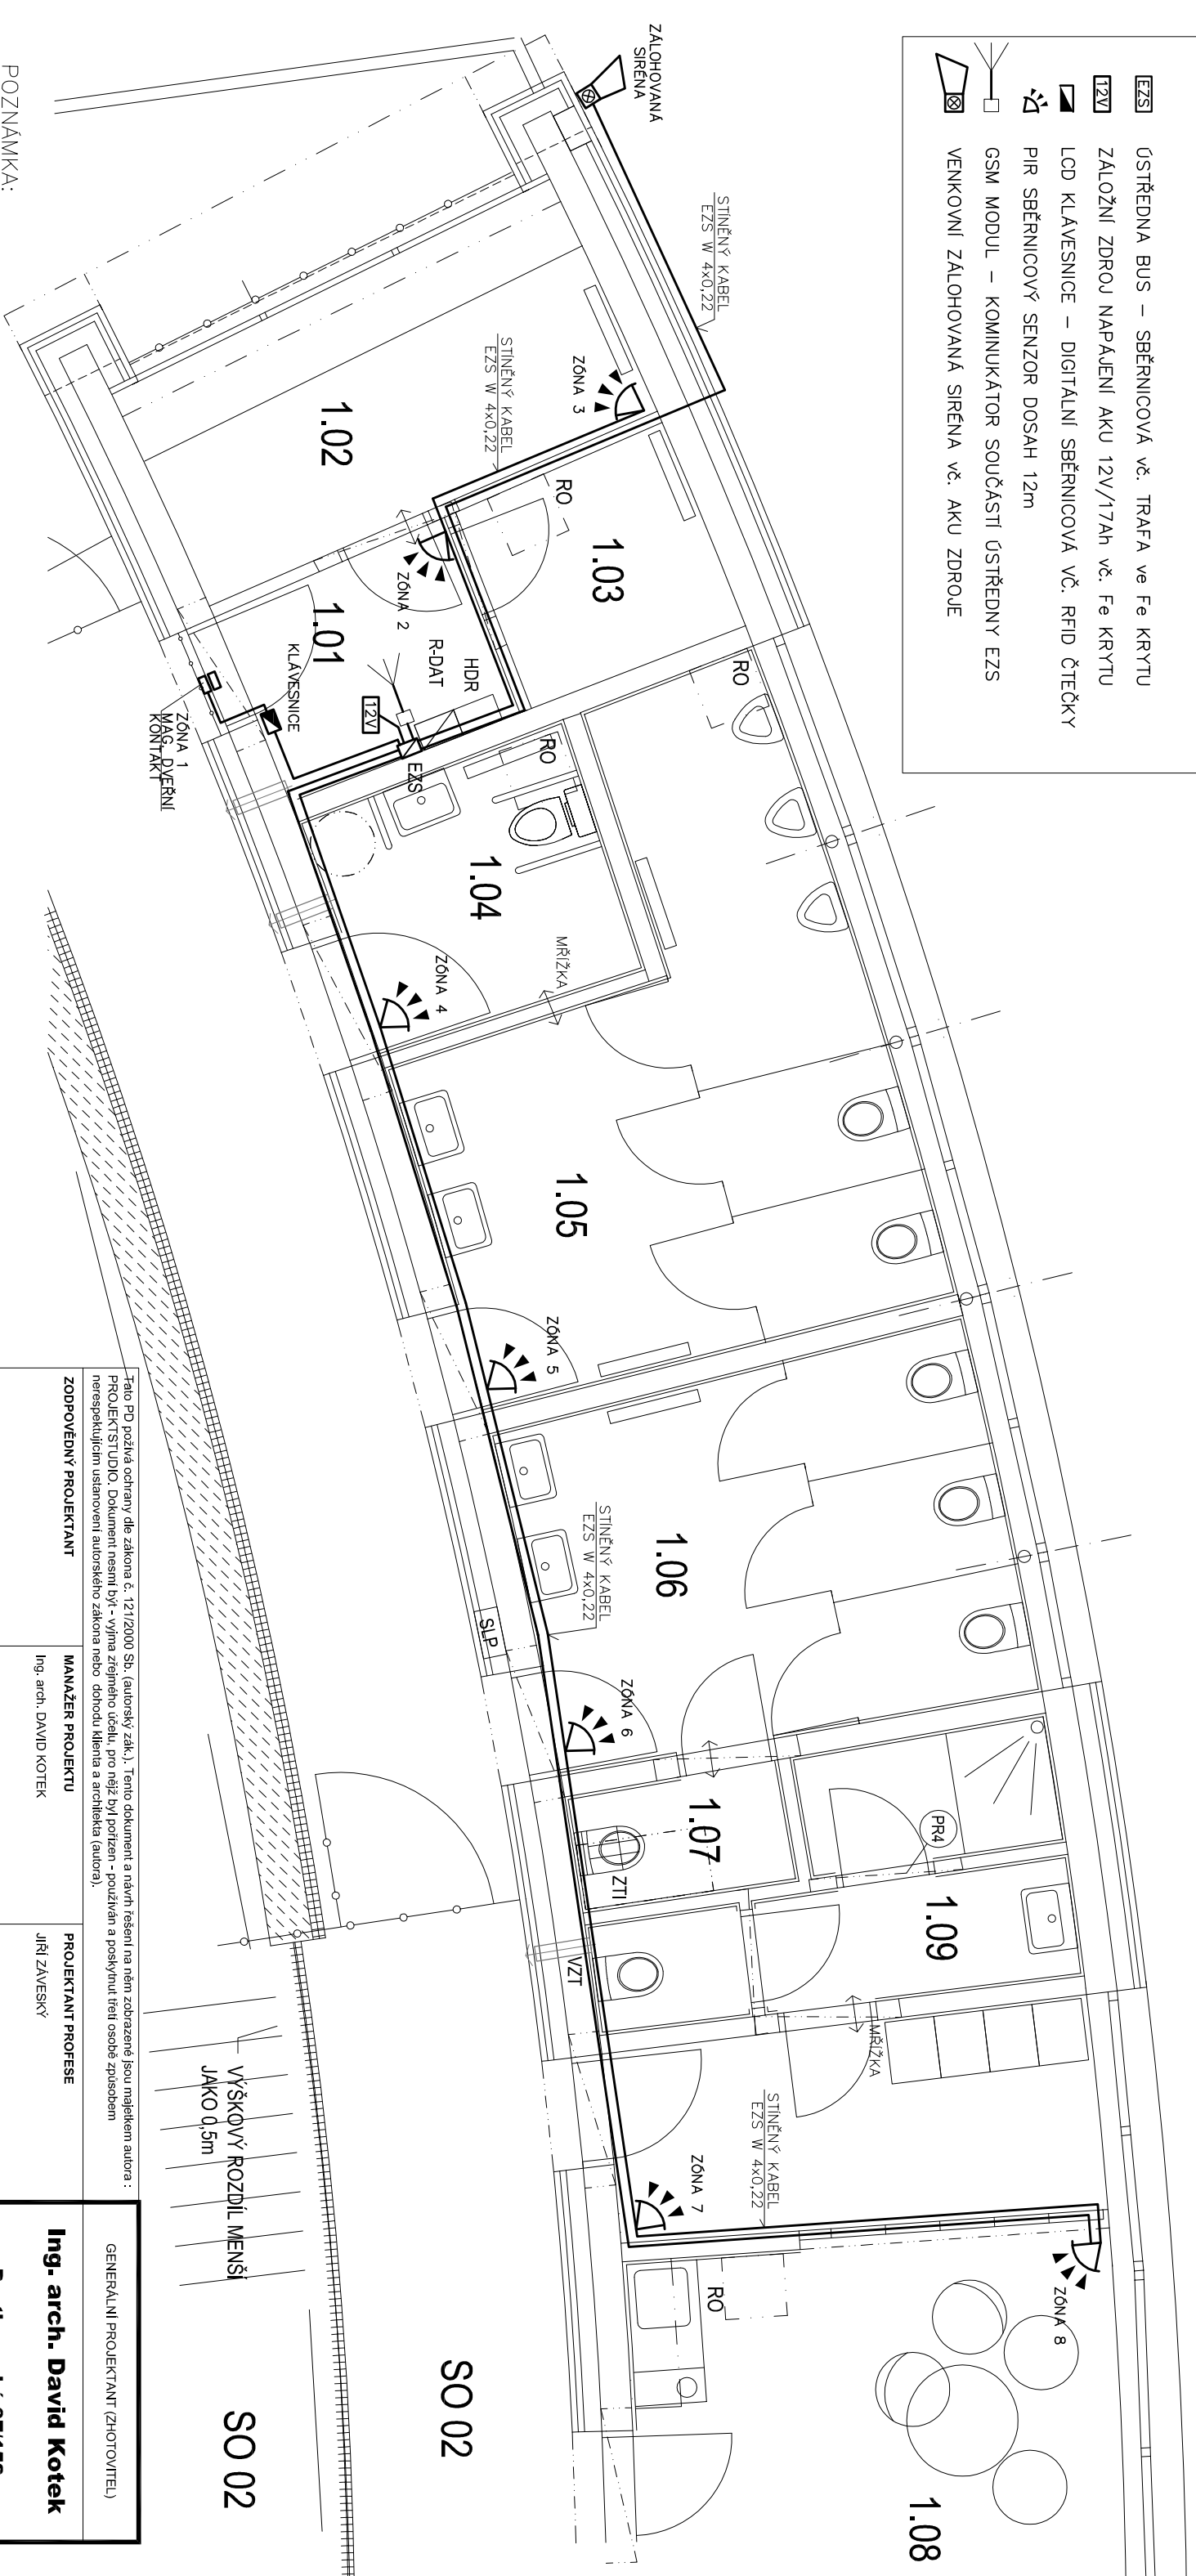 EZS ÚSTŘEDNA BUS – SBĚRNICOVÁ vč. TRAFA ve Fe KRYTU
12V ZÁLOŽNÍ ZDROJ NAPÁJENÍ AKU 12V/17Ah vč. Fe KRYTU
LCD KLÁVESNICE – DIGITÁLNÍ SBĚRNICOVÁ VČ. RFID ČTEČKY
PIR SBĚRNICOVÝ SENZOR DOSAH 12m
GSM MODUL – KOMINUKÁTOR SOUČÁSTÍ ÚSTŘEDNY EZS
VENKOVNÍ ZÁLOHOVANÁ SIRÉNA vč. AKU ZDROJE
ZÁLOHOVANÁ
SIRÉNA
STÍNĚNÝ KABEL
EZS W 4x0,22
STÍNĚNÝ KABEL
EZS W 4x0,22
ZÓNA 3
1.02
RO
1.03
ZÓNA 2
1.01
R-DAT
HDR
KLÁVESNICE
12V
EZS
ZÓNA 1
MAG. DVEŘNÍ
KONTAKT
RO
RO
1.04
MŘÍŽKA
ZÓNA 4
1.05
ZÓNA 5
1.06
STÍNĚNÝ KABEL
EZS W 4x0,22
SLP
ZÓNA 6
1.07
ZTI
VZT
PR4
1.09
MŘÍŽKA
STÍNĚNÝ KABEL
EZS W 4x0,22
ZÓNA 7
ZÓNA 8
RO
1.08
SO 02
SO 02
VÝŠKOVÝ ROZDÍL MENŠÍ
JAKO 0,5m
POZNÁMKA:
Tato PD požívá ochrany dle zákona č. 121/2000 Sb. (autorský zák.). Tento dokument a návrh řešení na něm zobrazené jsou majetkem autora :
PROJEKTSTUDIO. Dokument nesmí být - vyjma zřejmého účelu, pro nějž byl pořízen - používán a poskytnut třetí osobě způsobem
nerespektujícím ustanovení autorského zákona nebo dohodu klienta a architekta (autora).
ZODPOVĚDNÝ PROJEKTANT
MANAŽER PROJEKTU
Ing. arch. DAVID KOTEK
PROJEKTANT PROFESE
JIŘÍ ZÁVESKÝ
GENERÁLNÍ PROJEKTANT (ZHOTOVITEL)
Ing. arch. David Kotek